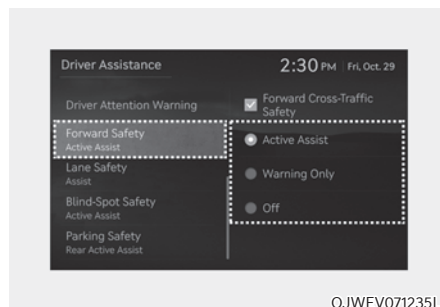 Driver Assistance
2:30 PM Fri, Oct. 29
Driver Attention Warning
Forward Safety
Active Assist
Lane Safety
Assist
Blind-Spot Safety
Active Assist
Parking Safety
Rear Active Assist
Forward Cross-Traffic
Safety
Active Assist
Warning Only
Off
OJWEV071235L